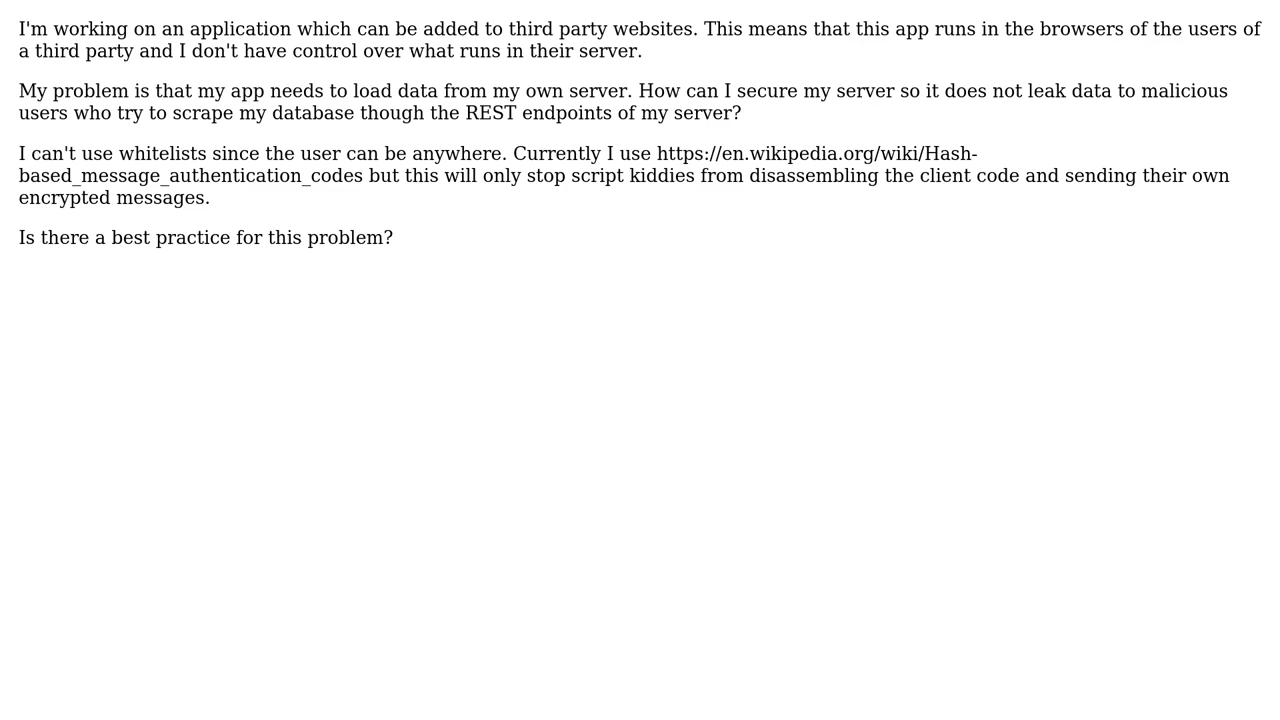 I'm working on an application which can be added to third party websites. This means that this app runs in the browsers of the users of
a third party and I don't have control over what runs in their server.
My problem is that my app needs to load data from my own server. How can I secure my server so it does not leak data to malicious
users who try to scrape my database though the REST endpoints of my server?
I can't use whitelists since the user can be anywhere. Currently I use https://en.wikipedia.org/wiki/Hash-
based_message_authentication_codes but this will only stop script kiddies from disassembling the client code and sending their own
encrypted messages.
Is there a best practice for this problem?